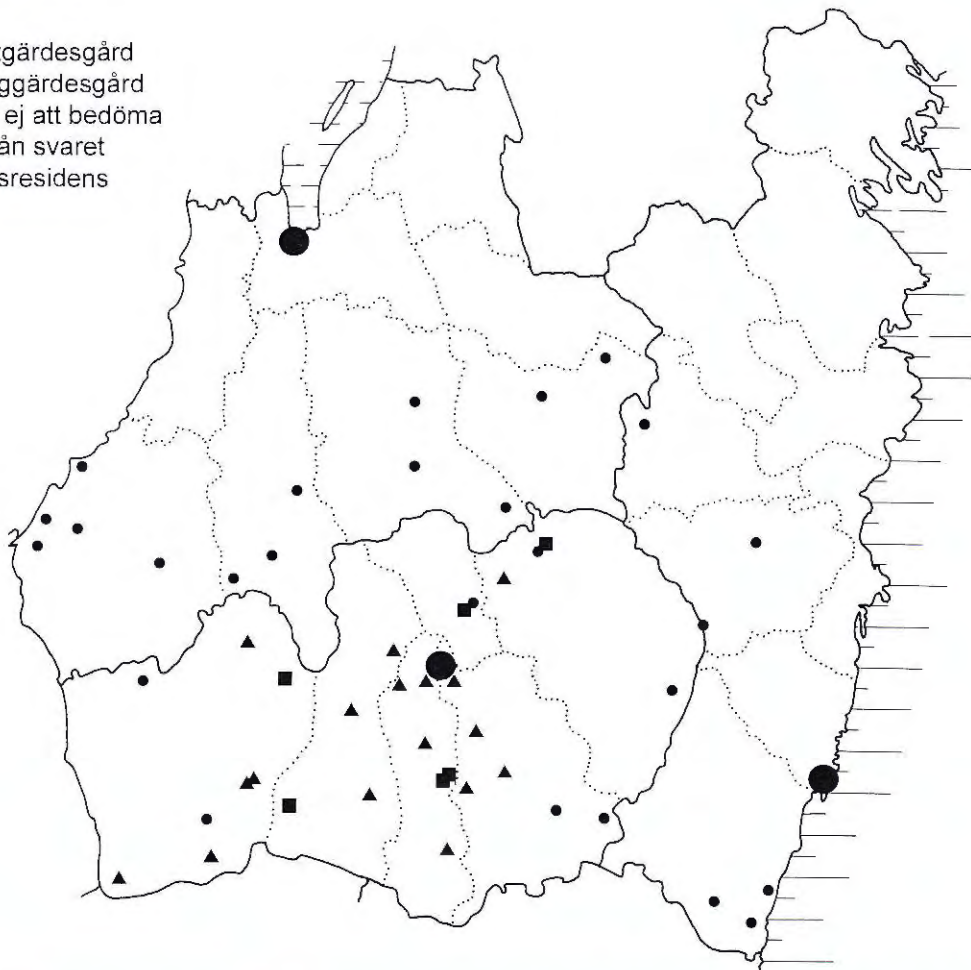 gärdesgård
ggärdesgård
ej att bedöma
ån svaret
sresidens